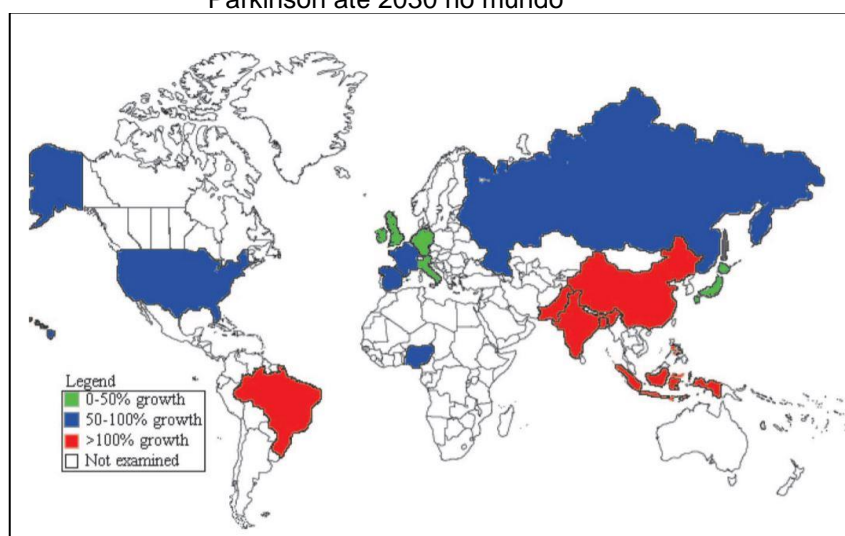 Parkinson até 2030 no mundo
Legend
0-50% growth
50-100% growth
>100% growth
Not examined